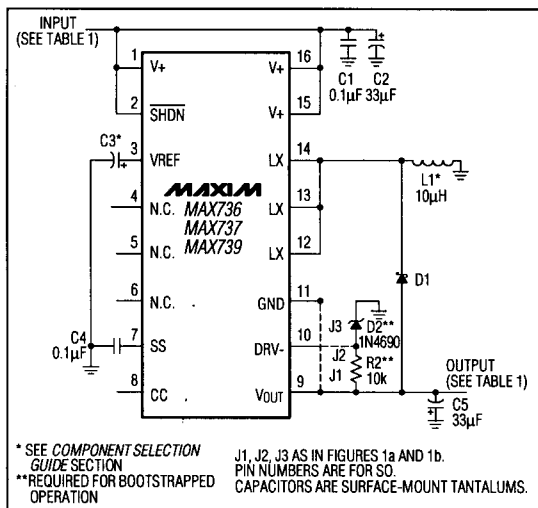 INPUT
(SEE TABLE 1)
1 V+
2 SHDN
C3* 3 VREF
4 N.C.
5 N.C.
6 N.C.
C4 0.1µF 7 SS
8 CC
MAXIM
MAX736
MAX737
MAX739
16 V+
15 V+
14 LX
13 LX
12 LX
11 GND
10 DRV-
9 VOUT
C1
0.1µF
C2
33µF
+
+
L1*
10µH
D1
J3
D2**
1N4690
J2
J1
R2**
10k
OUTPUT
(SEE TABLE 1)
C5
33µF
+
* SEE COMPONENT SELECTION
GUIDE SECTION
**REQUIRED FOR BOOTSTRAPPED
OPERATION
J1, J2, J3 AS IN FIGURES 1a AND 1b.
PIN NUMBERS ARE FOR SO.
CAPACITORS ARE SURFACE-MOUNT TANTALUMS.